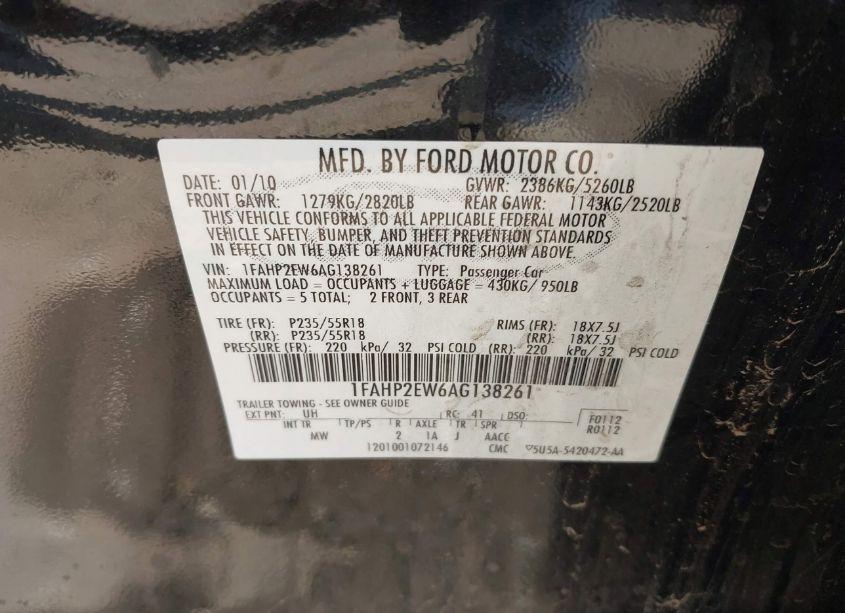 MFD. BY FORD MOTOR CO.
DATE: 01/10 GVWR: 2386KG/5260LB
FRONT GAWR: 1279KG/2820LB REAR GAWR: 1143KG/2520LB
THIS VEHICLE CONFORMS TO ALL APPLICABLE FEDERAL MOTOR
VEHICLE SAFETY, BUMPER, AND THEFT PREVENTION STANDARDS
IN EFFECT ON THE DATE OF MANUFACTURE SHOWN ABOVE.
VIN: 1FAHP2EW6AG138261 TYPE: Passenger Car
MAXIMUM LOAD = OCCUPANTS + LUGGAGE = 430KG/ 950LB
OCCUPANTS = 5 TOTAL; 2 FRONT, 3 REAR
TIRE (FR): P235/55R18 RIMS (FR): 18X7.5J
(RR): P235/55R18 (RR): 18X7.5J
PRESSURE (FR): 220 kPa/ 32 PSI COLD (RR): 220 kPa/ 32 PSI COLD
1FAHP2EW6AG138261
TRAILER TOWING - SEE OWNER GUIDE
EXT PNT: UH RC: 41 DSO: F0112
INT TR TP/PS R AXLE TR SPR R0112
MW 2 1A J AACC
1201001072146 CMC 5U5A-5420472-AA